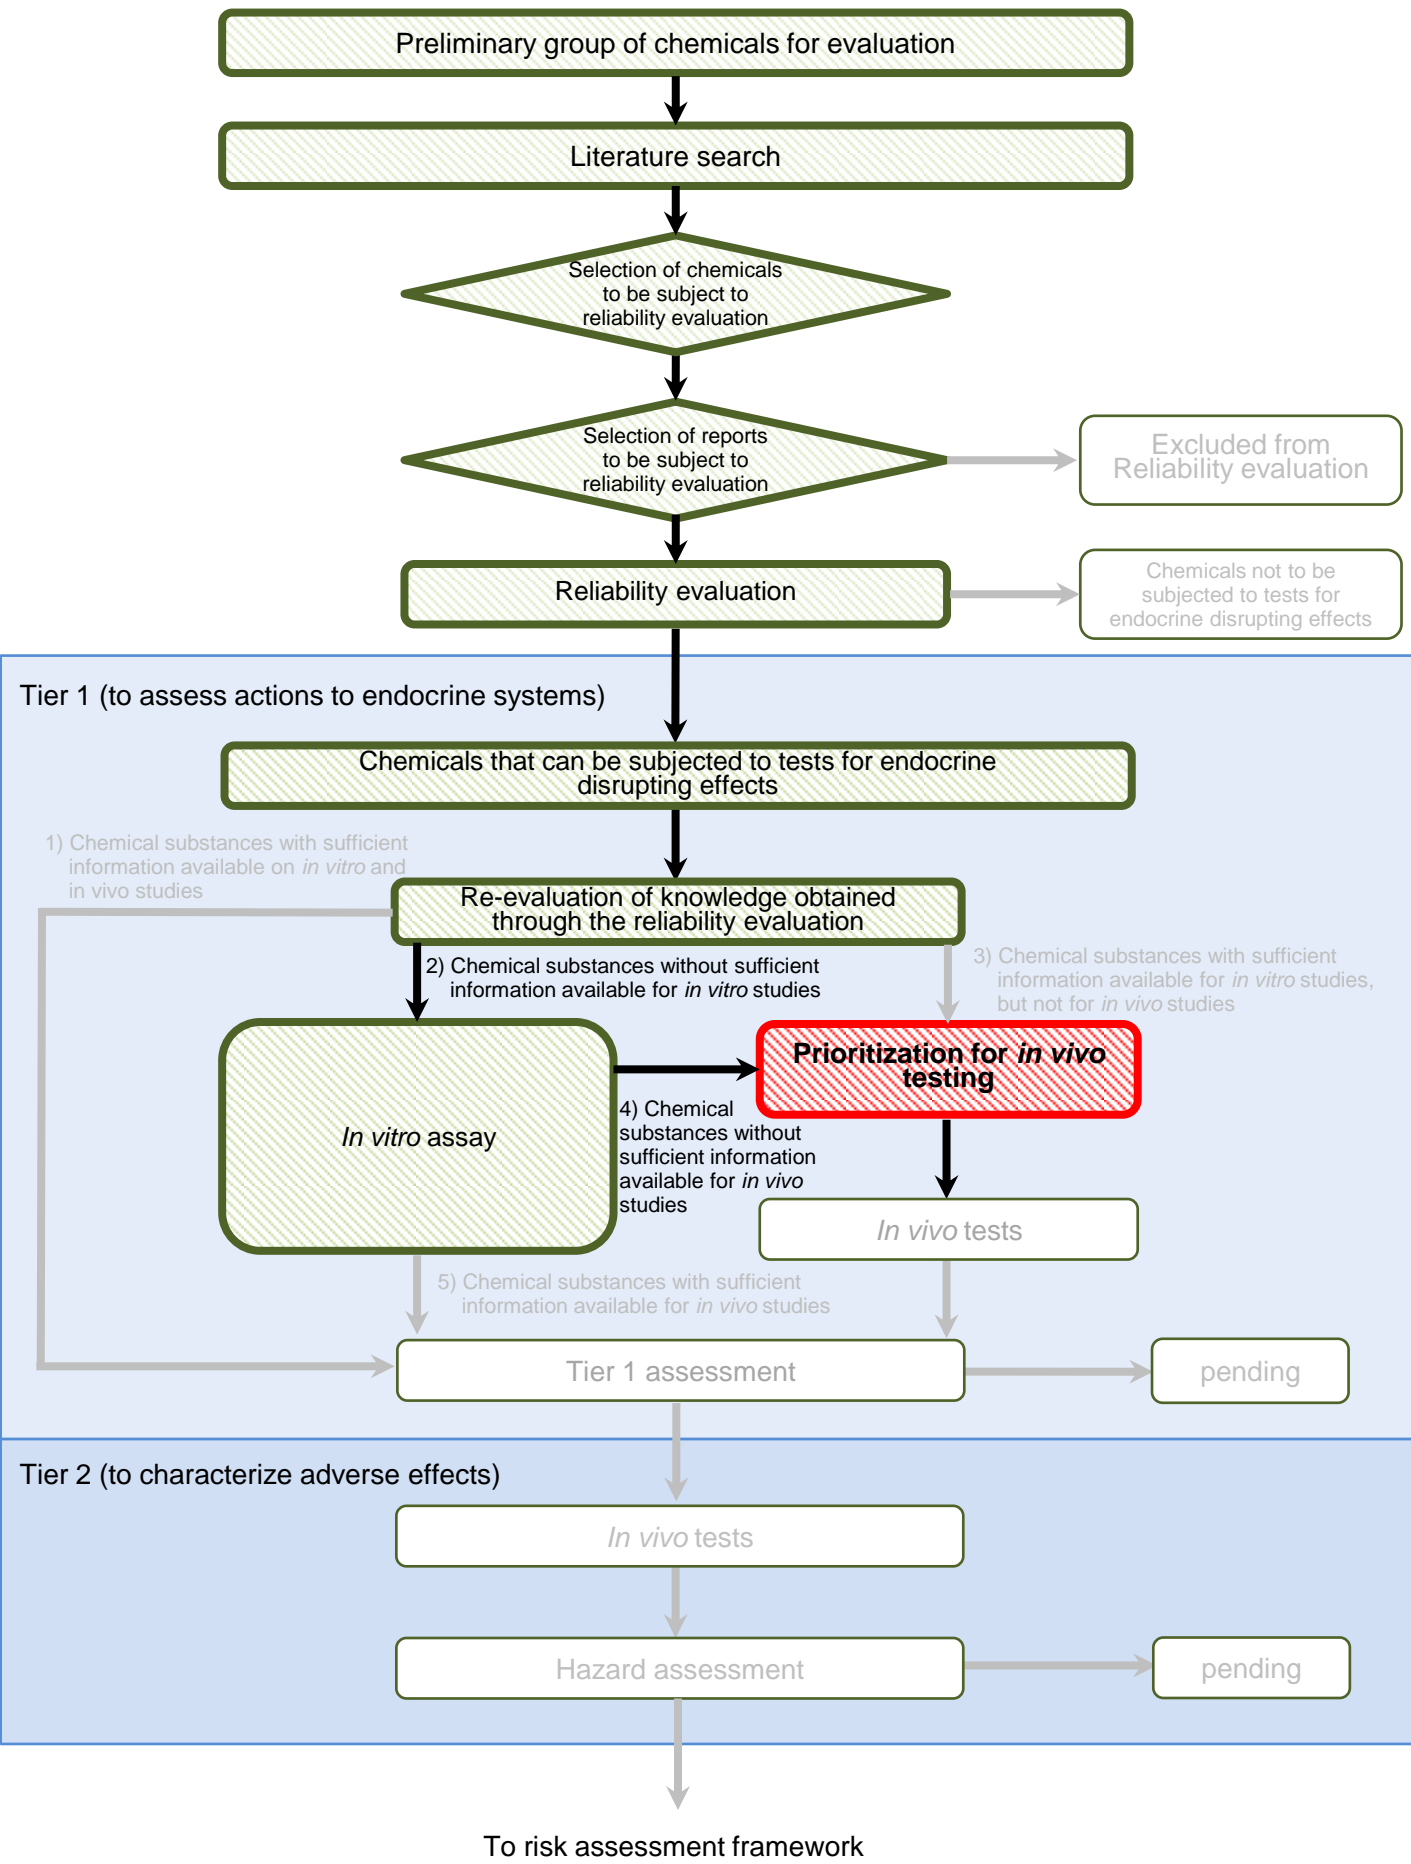 Preliminary group of chemicals for evaluation
Literature search
Selection of chemicals
to be subject to
reliability evaluation
Selection of reports
to be subject to
reliability evaluation
Excluded from
Reliability evaluation
Reliability evaluation
Chemicals not to be
subjected to tests for
endocrine disrupting effects
Tier 1 (to assess actions to endocrine systems)
Chemicals that can be subjected to tests for endocrine
disrupting effects
1) Chemical substances with sufficient
information available on in vitro and
in vivo studies
Re-evaluation of knowledge obtained
through the reliability evaluation
2) Chemical substances without sufficient
information available for in vitro studies
3) Chemical substances with sufficient
information available for in vitro studies,
but not for in vivo studies
Prioritization for in vivo
testing
In vitro assay
4) Chemical
substances without
sufficient information
available for in vivo
studies
In vivo tests
5) Chemical substances with sufficient
information available for in vivo studies
Tier 1 assessment
pending
Tier 2 (to characterize adverse effects)
In vivo tests
Hazard assessment
pending
To risk assessment framework